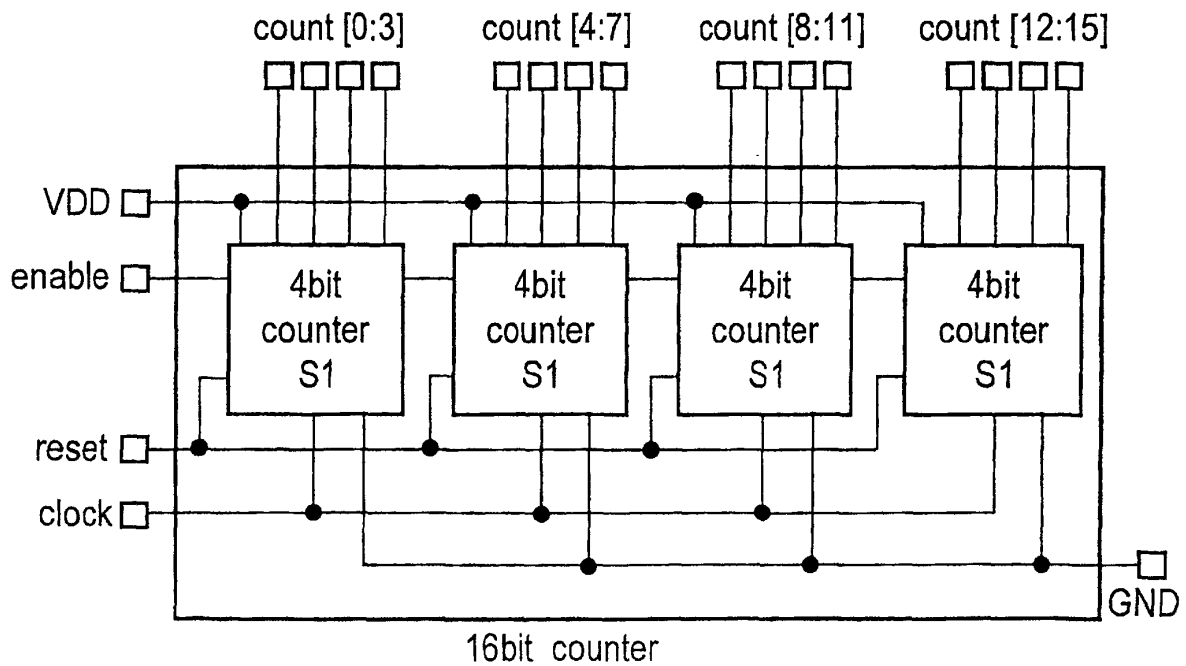 count [0:3]
count [4:7]
count [8:11]
count [12:15]
VDD
enable
4bit
counter
S1
4bit
counter
S1
4bit
counter
S1
4bit
counter
S1
reset
clock
GND
16bit counter